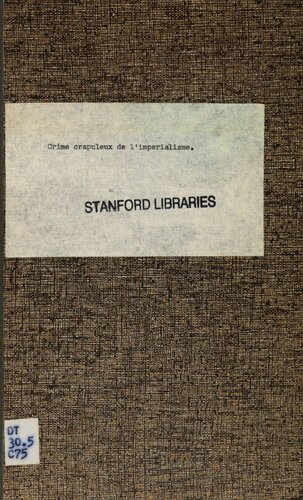 Crime crapuleux de l'imperialisme.
STANFORD LIBRARIES
DT
30.5
C75